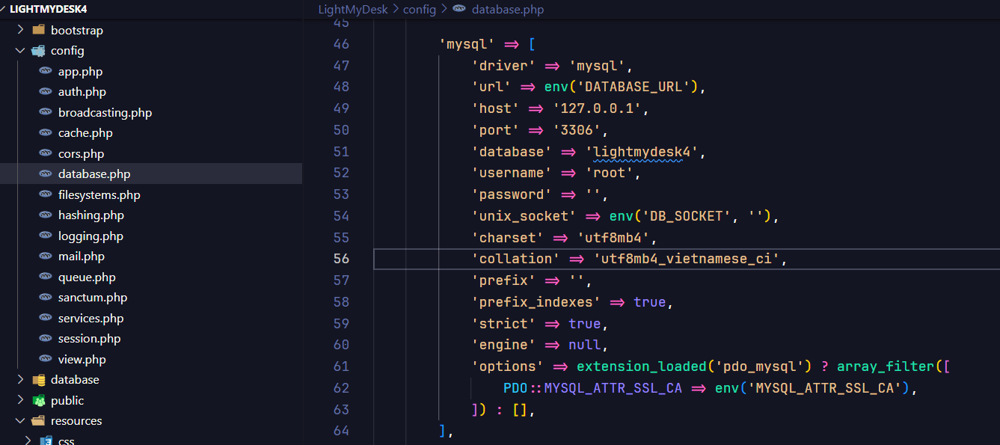 LIGHTMYDESK4
bootstrap
config
app.php
auth.php
broadcasting.php
cache.php
cors.php
database.php
filesystems.php
hashing.php
logging.php
mail.php
queue.php
sanctum.php
services.php
session.php
view.php
database
public
resources
css
LightMyDesk > config > database.php
45
46 'mysql' => [
47 'driver' => 'mysql',
48 'url' => env('DATABASE_URL'),
49 'host' => '127.0.0.1',
50 'port' => '3306',
51 'database' => 'lightmydesk4',
52 'username' => 'root',
53 'password' => '',
54 'unix_socket' => env('DB_SOCKET', ''),
55 'charset' => 'utf8mb4',
56 'collation' => 'utf8mb4_vietnamese_ci',
57 'prefix' => '',
58 'prefix_indexes' => true,
59 'strict' => true,
60 'engine' => null,
61 'options' => extension_loaded('pdo_mysql') ? array_filter([
62 PDO::MYSQL_ATTR_SSL_CA => env('MYSQL_ATTR_SSL_CA'),
63 ]) : [],
64 ],